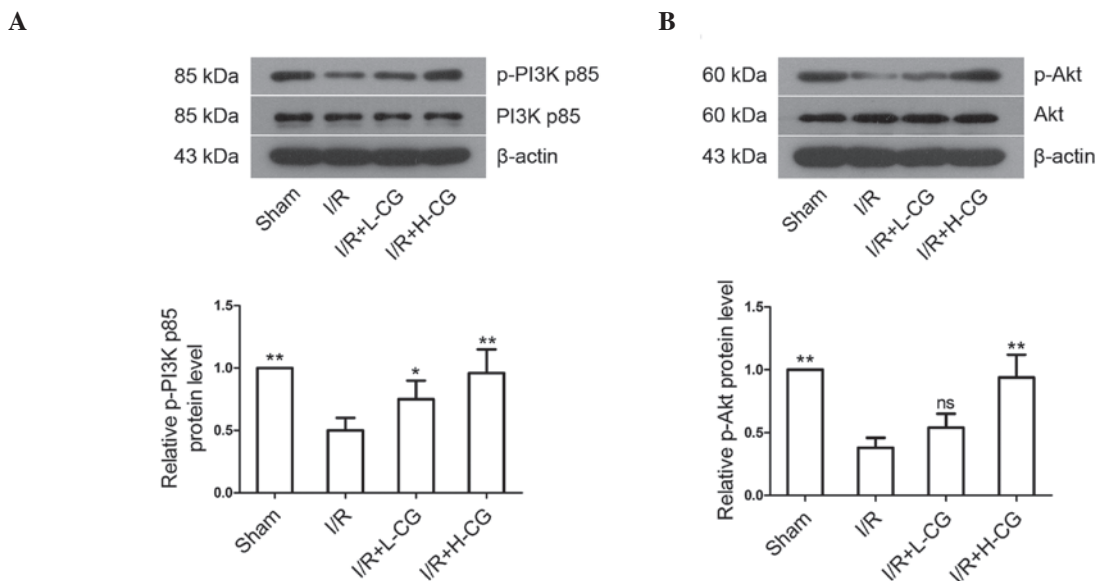 A
B
85 kDa p-PI3K p85
85 kDa PI3K p85
43 kDa β-actin
Sham I/R I/R+L-CG I/R+H-CG
60 kDa p-Akt
60 kDa Akt
43 kDa β-actin
Sham I/R I/R+L-CG I/R+H-CG
Relative p-PI3K p85
protein level
1.5
1.0
0.5
0.0
** * **
Sham I/R I/R+L-CG I/R+H-CG
Relative p-Akt protein level
1.5
1.0
0.5
0.0
** ns **
Sham I/R I/R+L-CG I/R+H-CG